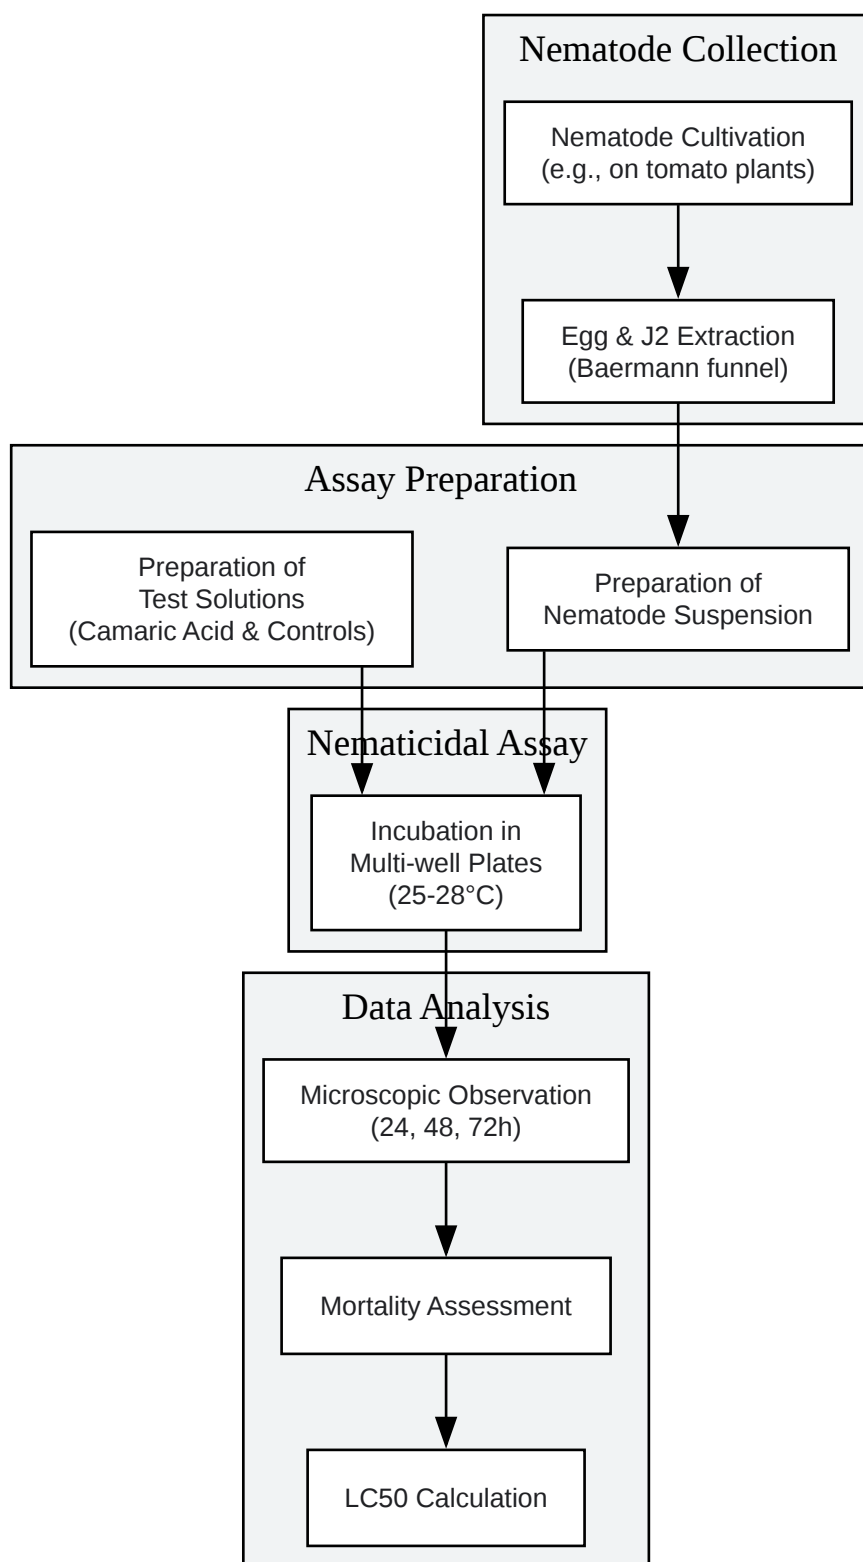 Nematode Collection
Nematode Cultivation
(e.g., on tomato plants)
Egg & J2 Extraction
(Baermann funnel)
Assay Preparation
Preparation of
Test Solutions
(Camaric Acid & Controls)
Preparation of
Nematode Suspension
Nematicidal Assay
Incubation in
Multi-well Plates
(25-28°C)
Data Analysis
Microscopic Observation
(24, 48, 72h)
Mortality Assessment
LC50 Calculation